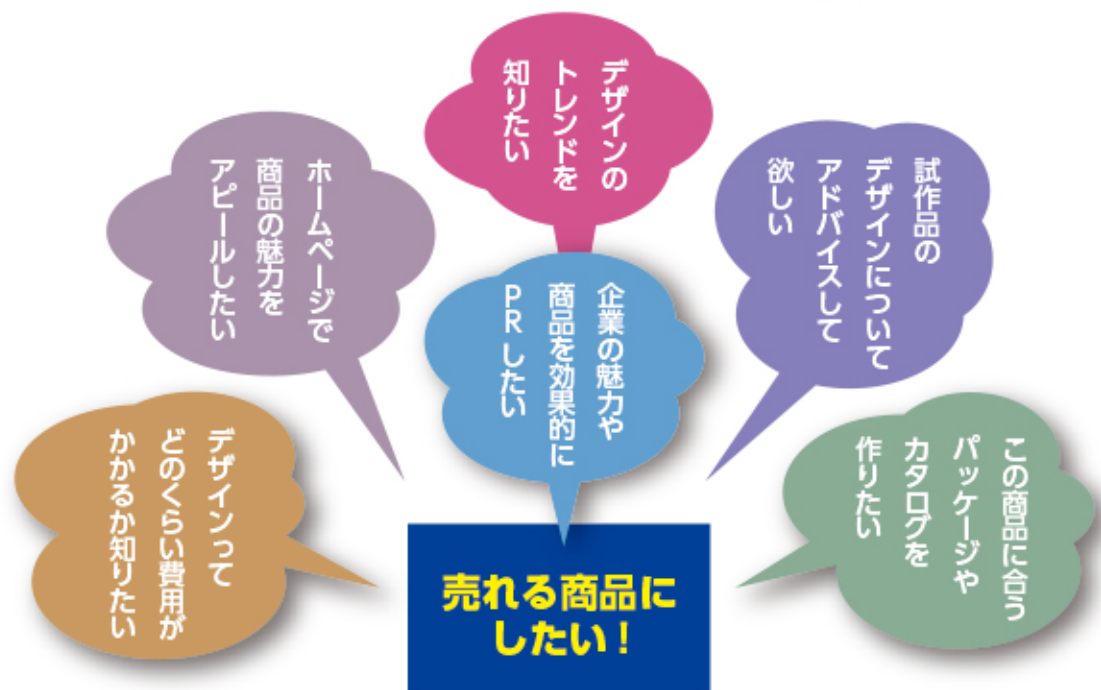 デザインの
トレンドを
知りたい
試作品の
デザインについて
アドバイスして
欲しい
ホームページで
商品の魅力を
アピールしたい
企業の魅力や
商品を効果的に
PRしたい
この商品に合う
パッケージや
カタログを
作りたい
デザインって
どのくらい費用が
かかるか知りたい
売れる商品に
したい！